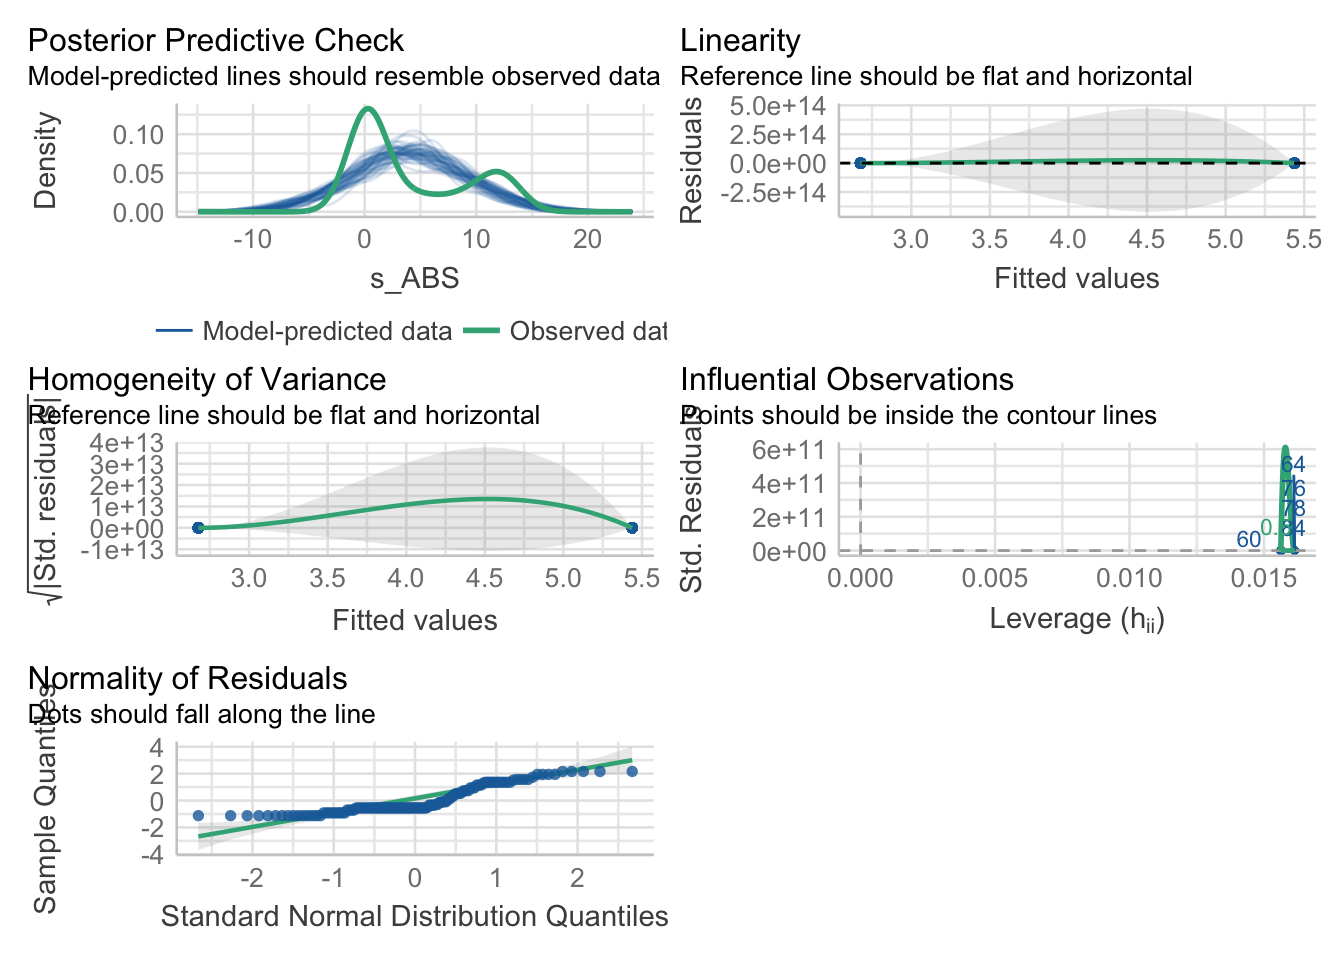 Posterior Predictive Check
Model-predicted lines should resemble observed data
Density
0.10
0.05
0.00
-10 0 10 20
s_ABS
Model-predicted data Observed dat
Linearity
Reference line should be flat and horizontal
Residuals
5.0e+14
2.5e+14
0.0e+00
-2.5e+14
3.0 3.5 4.0 4.5 5.0 5.5
Fitted values
Homogeneity of Variance
Reference line should be flat and horizontal
√|Std. residuals|
4e+13
3e+13
2e+13
1e+13
0e+00
-1e+13
3.0 3.5 4.0 4.5 5.0 5.5
Fitted values
Influential Observations
Points should be inside the contour lines
Std. Residuals
6e+11
4e+11
2e+11
0e+00
64
76
78
84
0.
60
0.000 0.005 0.010 0.015
Leverage (hii)
Normality of Residuals
Dots should fall along the line
Sample Quantiles
4
2
0
-2
-4
-2 -1 0 1 2
Standard Normal Distribution Quantiles